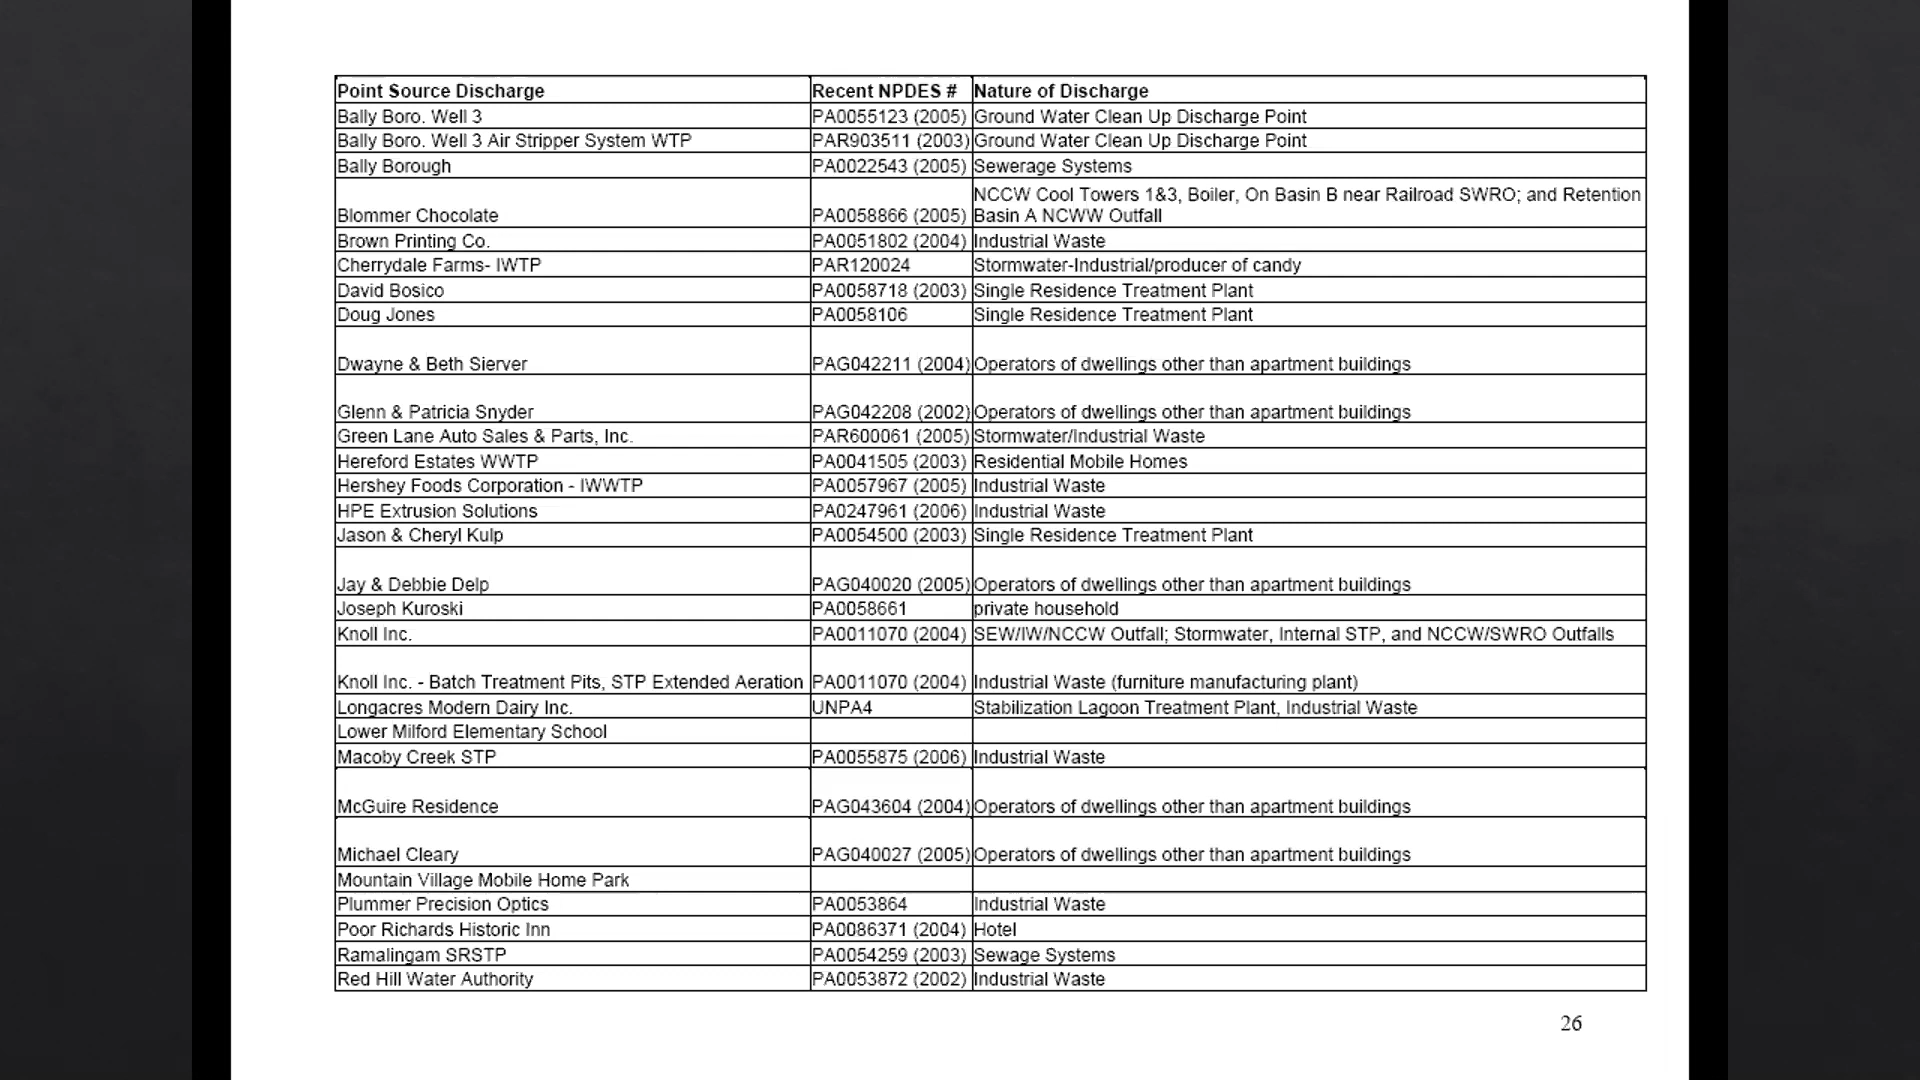 Point Source Discharge Recent NPDES # Nature of Discharge
Bally Boro. Well 3 PA0055123 (2005) Ground Water Clean Up Discharge Point
Bally Boro. Well 3 Air Stripper System WTP PAR903511 (2003) Ground Water Clean Up Discharge Point
Bally Borough PA0022543 (2005) Sewerage Systems
NCCW Cool Towers 1&3, Boiler, On Basin B near Railroad SWRO; and Retention
Blommer Chocolate PA0058866 (2005) Basin A NCWW Outfall
Brown Printing Co. PA0051802 (2004) Industrial Waste
Cherrydale Farms- IWTP PAR120024 Stormwater-Industrial/producer of candy
David Bosico PA0058718 (2003) Single Residence Treatment Plant
Doug Jones PA0058106 Single Residence Treatment Plant
Dwayne & Beth Sierver PAG042211 (2004) Operators of dwellings other than apartment buildings
Glenn & Patricia Snyder PAG042208 (2002) Operators of dwellings other than apartment buildings
Green Lane Auto Sales & Parts, Inc. PAR600061 (2005) Stormwater/Industrial Waste
Hereford Estates WWTP PA0041505 (2003) Residential Mobile Homes
Hershey Foods Corporation - IWWTP PA0057967 (2005) Industrial Waste
HPE Extrusion Solutions PA0247961 (2006) Industrial Waste
Jason & Cheryl Kulp PA0054500 (2003) Single Residence Treatment Plant
Jay & Debbie Delp PAG040020 (2005) Operators of dwellings other than apartment buildings
Joseph Kuroski PA0058661 private household
Knoll Inc. PA0011070 (2004) SEW/IW/NCCW Outfall; Stormwater, Internal STP, and NCCW/SWRO Outfalls
Knoll Inc. - Batch Treatment Pits, STP Extended Aeration PA0011070 (2004) Industrial Waste (furniture manufacturing plant)
Longacres Modern Dairy Inc. UNPA4 Stabilization Lagoon Treatment Plant, Industrial Waste
Lower Milford Elementary School
Macoby Creek STP PA0055875 (2006) Industrial Waste
McGuire Residence PAG043604 (2004) Operators of dwellings other than apartment buildings
Michael Cleary PAG040027 (2005) Operators of dwellings other than apartment buildings
Mountain Village Mobile Home Park
Plummer Precision Optics PA0053864 Industrial Waste
Poor Richards Historic Inn PA0086371 (2004) Hotel
Ramalingam SRSTP PA0054259 (2003) Sewage Systems
Red Hill Water Authority PA0053872 (2002) Industrial Waste
26